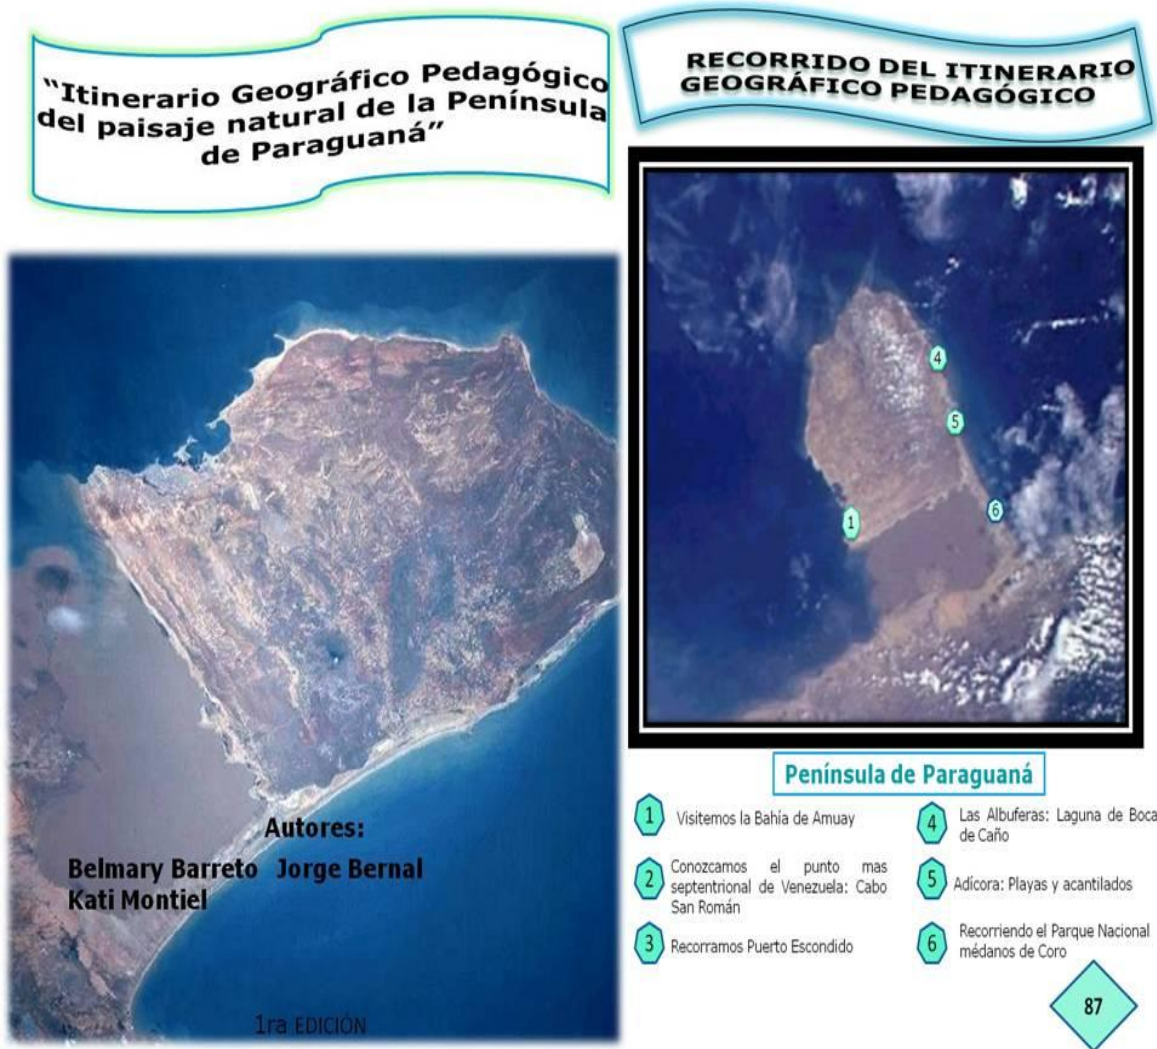 “Itinerario Geográfico Pedagógico
del paisaje natural de la Península
de Paraguaná”
Autores:
Belmary Barreto Jorge Bernal
Kati Montiel
1ra EDICIÓN
RECORRIDO DEL ITINERARIO
GEOGRÁFICO PEDAGÓGICO
4
5
6
1
Península de Paraguaná
1 Visitemos la Bahía de Amuay
2 Conozcamos el punto mas
septentrional de Venezuela: Cabo
San Román
3 Recorramos Puerto Escondido
4 Las Albuferas: Laguna de Boca
de Caño
5 Adícora: Playas y acantilados
6 Recorriendo el Parque Nacional
médanos de Coro
87